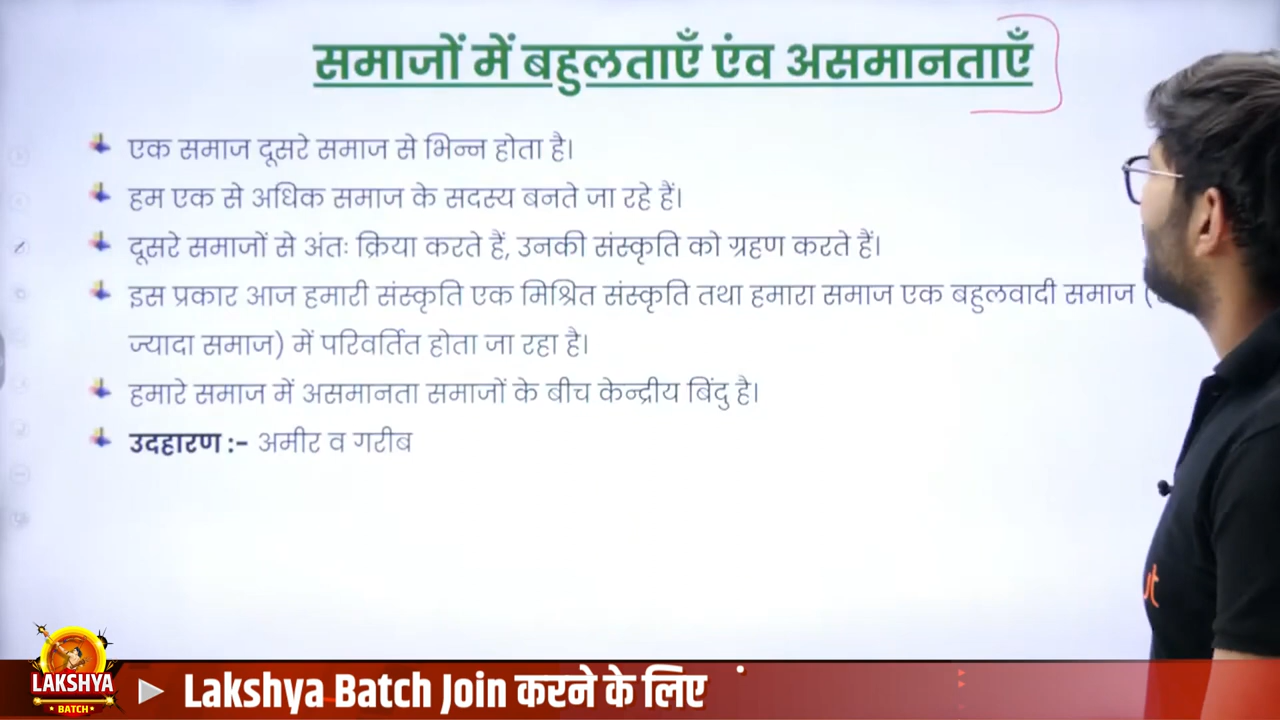 समाजों में बहुलताएँ एंव असमानताएँ
एक समाज दूसरे समाज से भिन्न होता है।
हम एक से अधिक समाज के सदस्य बनते जा रहे हैं।
दूसरे समाजों से अंतः क्रिया करते हैं, उनकी संस्कृति को ग्रहण करते हैं।
इस प्रकार आज हमारी संस्कृति एक मिश्रित संस्कृति तथा हमारा समाज एक बहुलवादी समाज (
ज्यादा समाज) में परिवर्तित होता जा रहा है।
हमारे समाज में असमानता समाजों के बीच केन्द्रीय बिंदु है।
उदहारण :- अमीर व गरीब
LAKSHYA
BATCH
Lakshya Batch Join करने के लिए